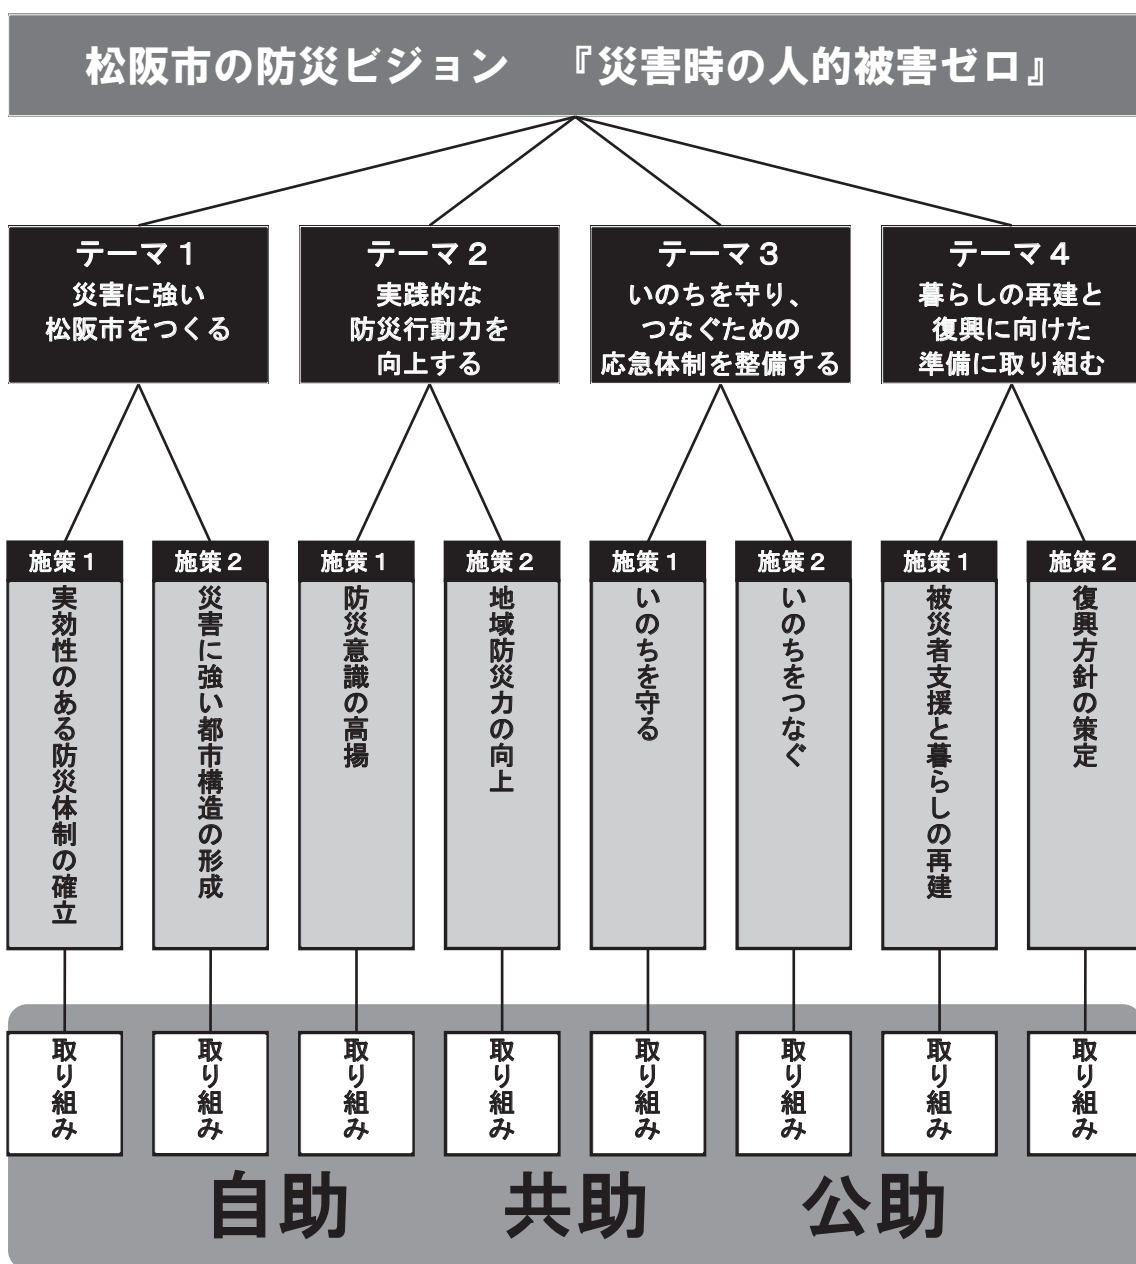 松阪市の防災ビジョン　『災害時の人的被害ゼロ』
テーマ１
災害に強い
松阪市をつくる
テーマ２
実践的な
防災行動力を
向上する
テーマ３
いのちを守り、
つなぐための
応急体制を整備する
テーマ４
暮らしの再建と
復興に向けた
準備に取り組む
施策１
実効性のある防災体制の確立
施策２
災害に強い都市構造の形成
施策１
防災意識の高揚
施策２
地域防災力の向上
施策１
いのちを守る
施策２
いのちをつなぐ
施策１
被災者支援と暮らしの再建
施策２
復興方針の策定
取り組み
取り組み
取り組み
取り組み
取り組み
取り組み
取り組み
取り組み
自助　共助　公助